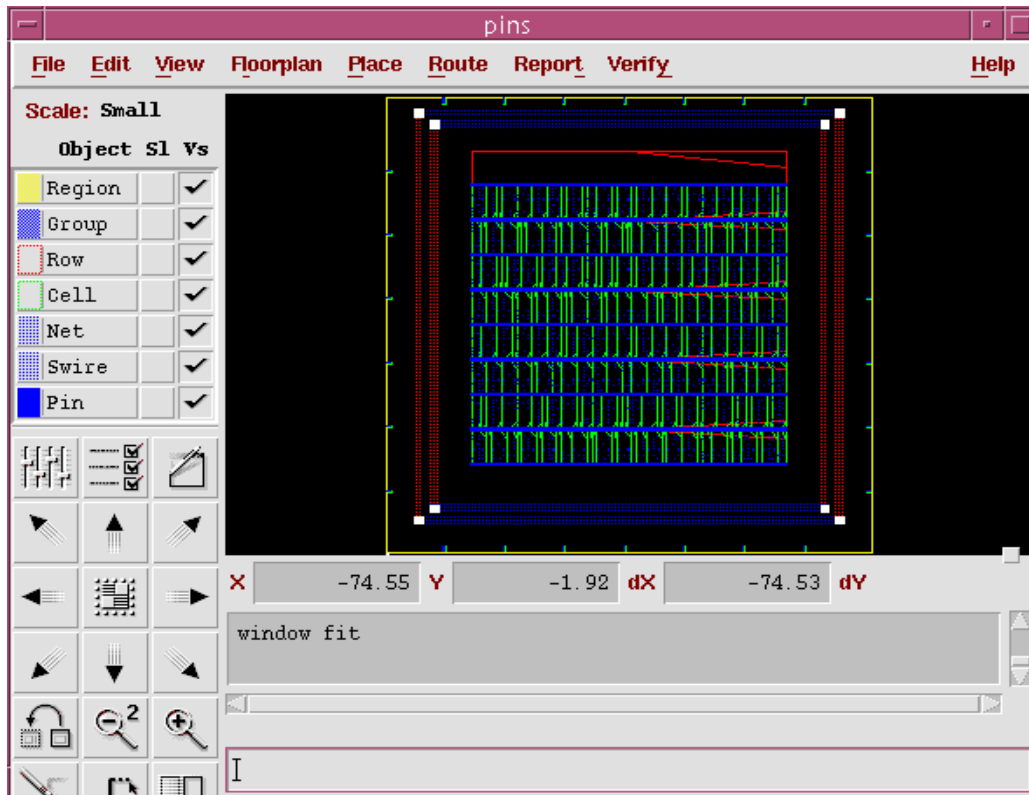 pins
File Edit View Floorplan Place Route Report Verify Help
Scale: Small
Object Sl Vs
Region
Group
Row
Cell
Net
Swire
Pin
X -74.55 Y -1.92 dX -74.53 dY
window fit
2